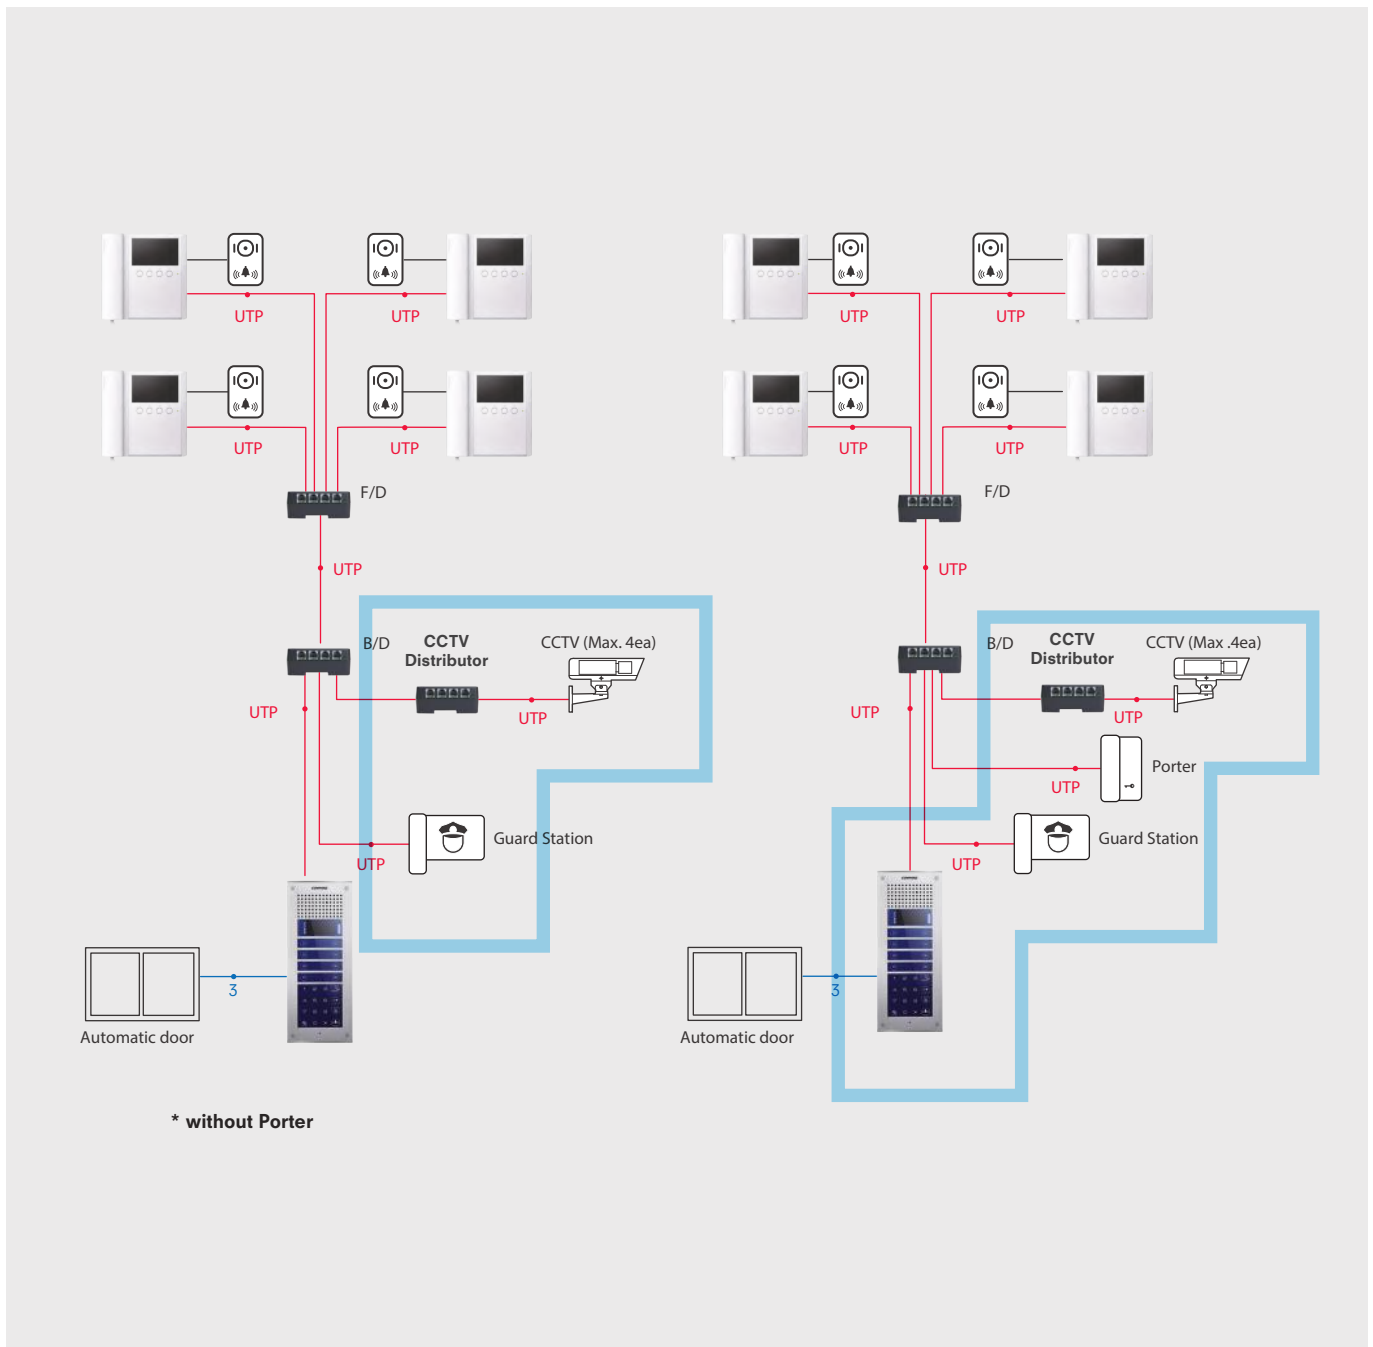 UTP
UTP
UTP
UTP
UTP
UTP
UTP
UTP
F/D
F/D
UTP
UTP
B/D
CCTV
Distributor
CCTV (Max. 4ea)
UTP
UTP
B/D
CCTV
Distributor
CCTV (Max .4ea)
UTP
UTP
Porter
UTP
Guard Station
UTP
Guard Station
UTP
3
Automatic door
3
Automatic door
* without Porter